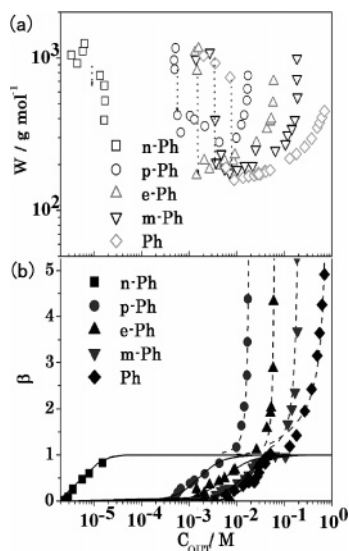 (a)
10³
W / g mol⁻¹
10²
n-Ph
p-Ph
e-Ph
m-Ph
Ph
(b)
5
4
3
2
1
0
β
n-Ph
p-Ph
e-Ph
m-Ph
Ph
10⁻⁵ 10⁻⁴ 10⁻³ 10⁻² 10⁻¹ 10⁰
C_OUT / M